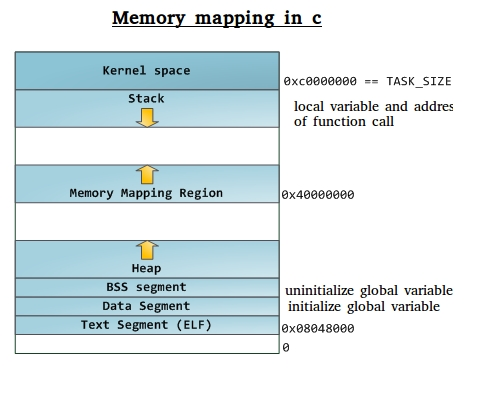 Memory mapping in c
Kernel space
0xc0000000 == TASK_SIZE
Stack
local variable and addres
of function call
Memory Mapping Region
0x40000000
Heap
BSS segment
uninitialize global variable
Data Segment
initialize global variable
Text Segment (ELF)
0x08048000
0